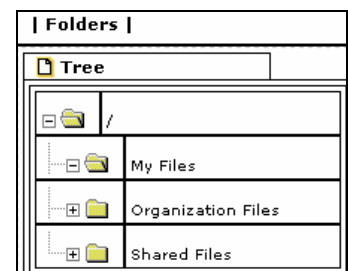 | Folders |
Tree
/
My Files
Organization Files
Shared Files